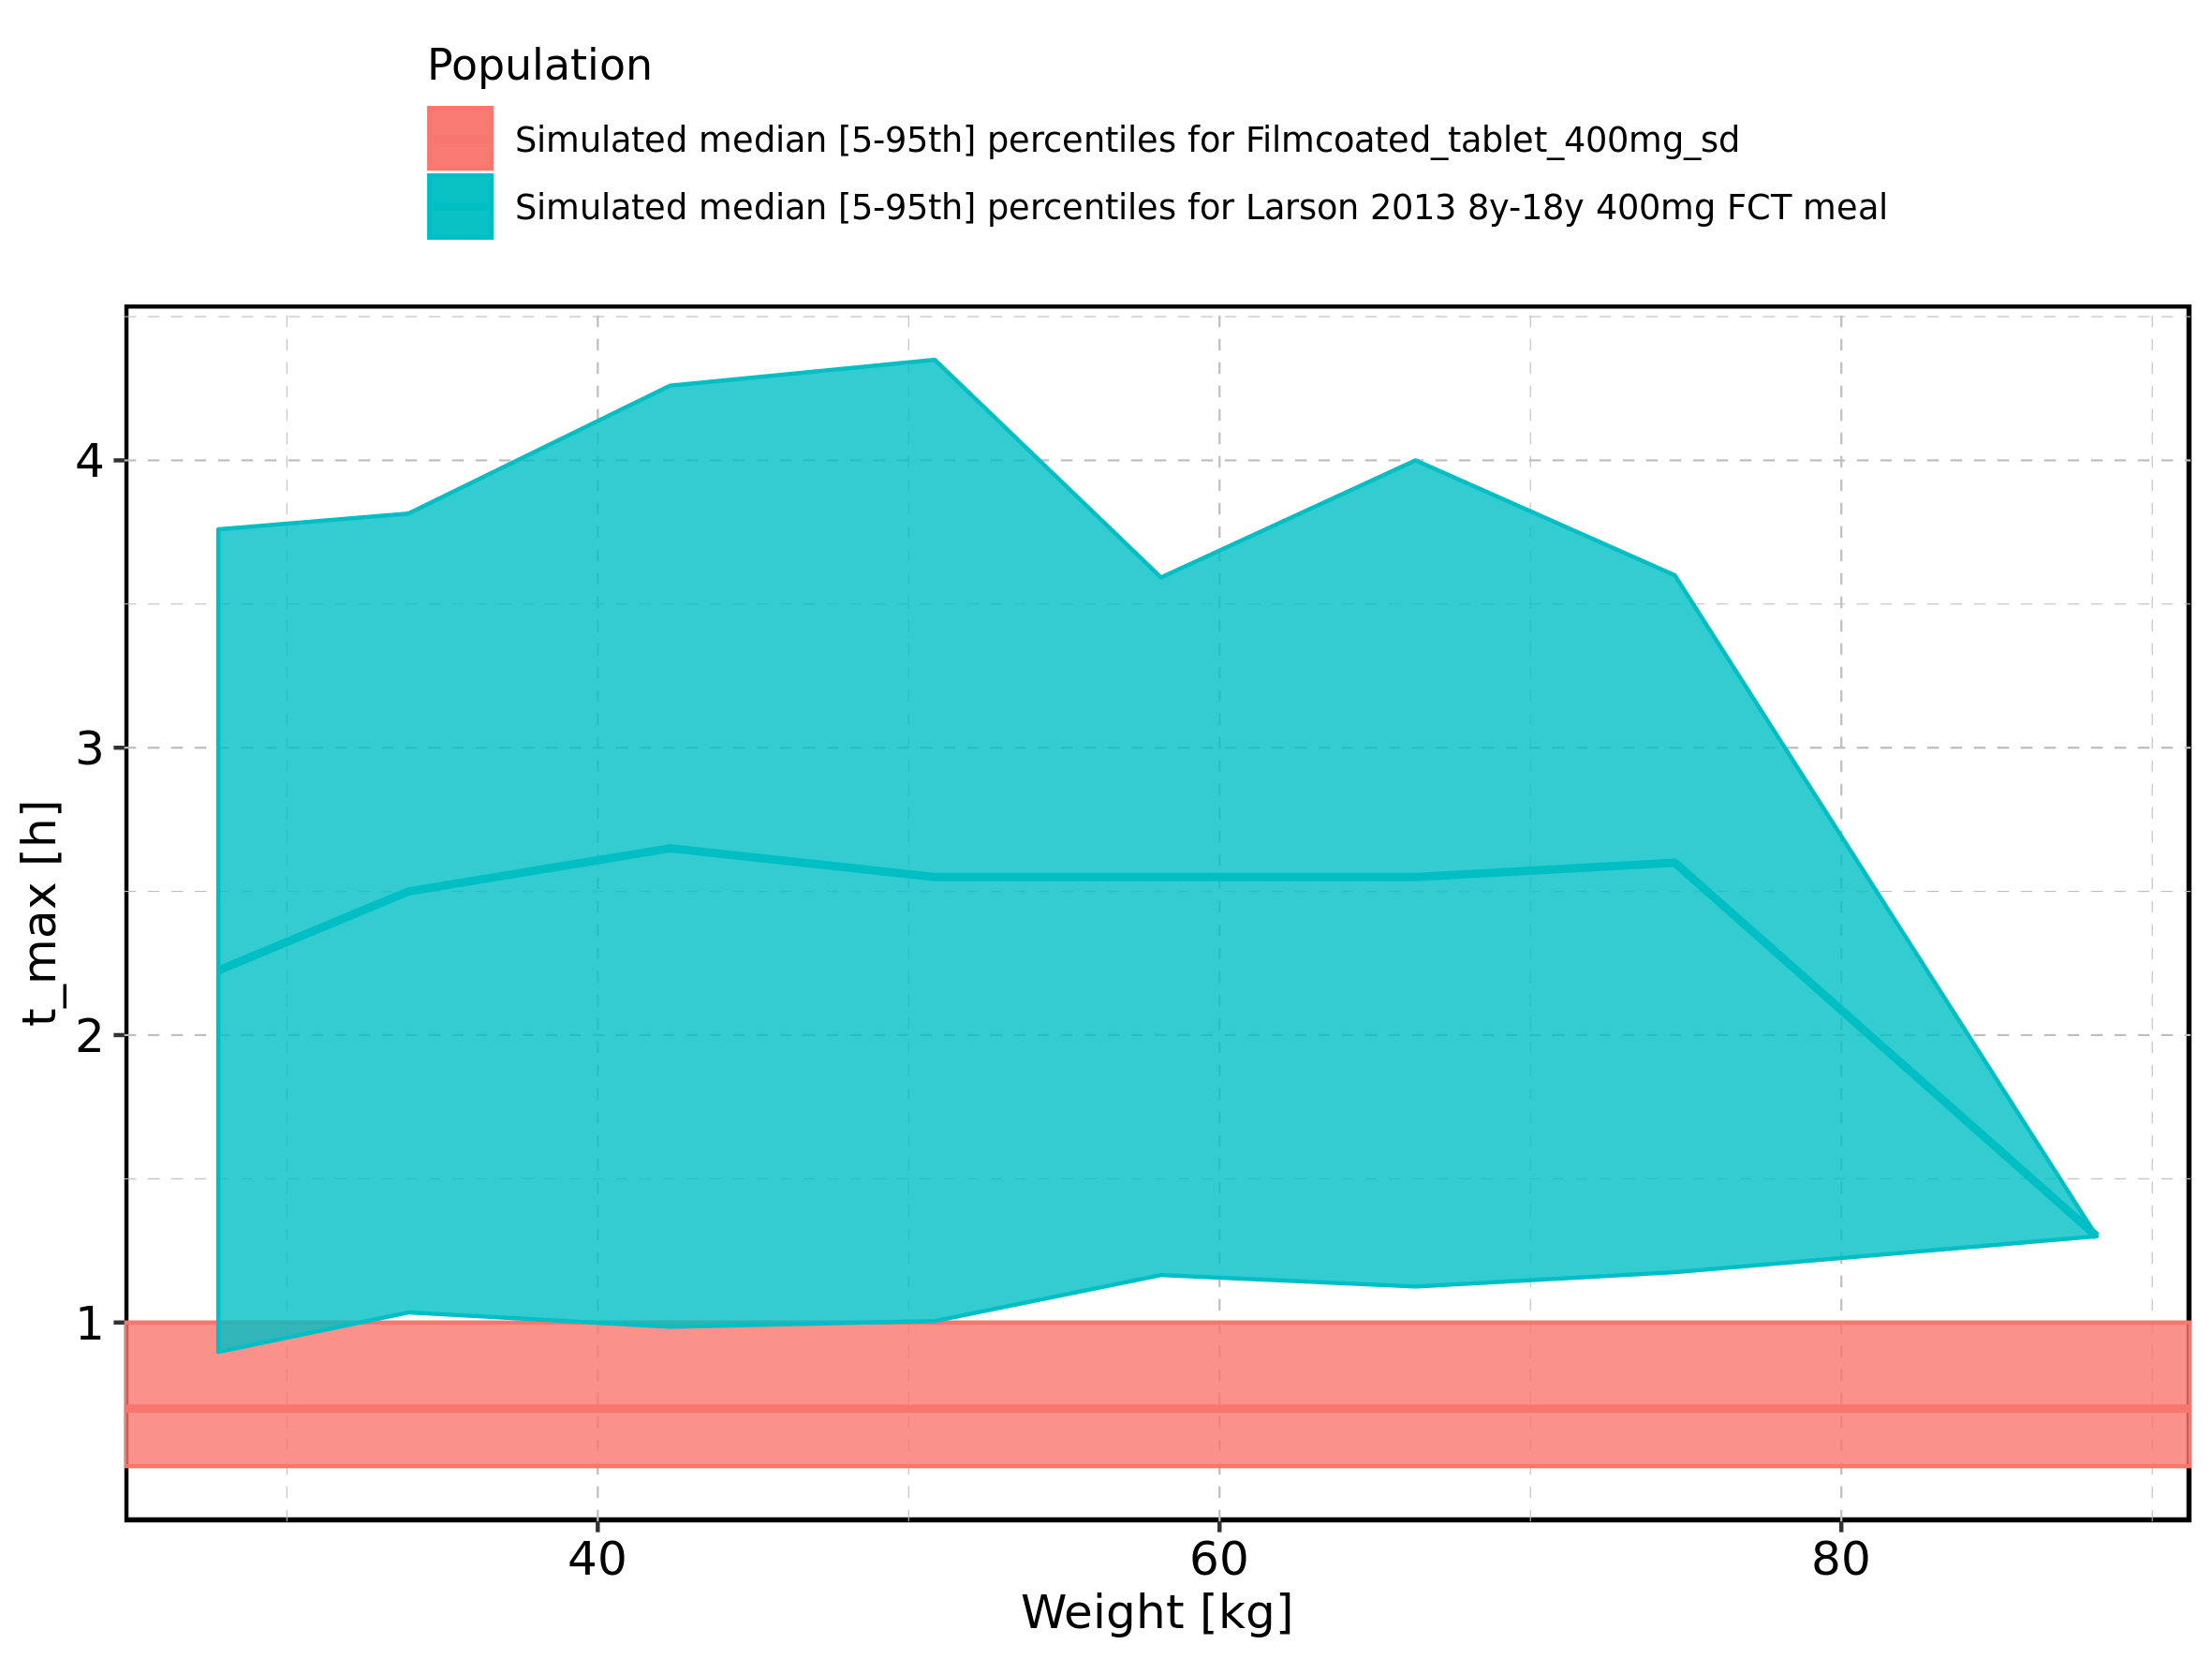 Population
Simulated median [5-95th] percentiles for Filmcoated_tablet_400mg_sd
Simulated median [5-95th] percentiles for Larson 2013 8y-18y 400mg FCT meal
4
3
2
1
t_max [h]
40 60 80
Weight [kg]